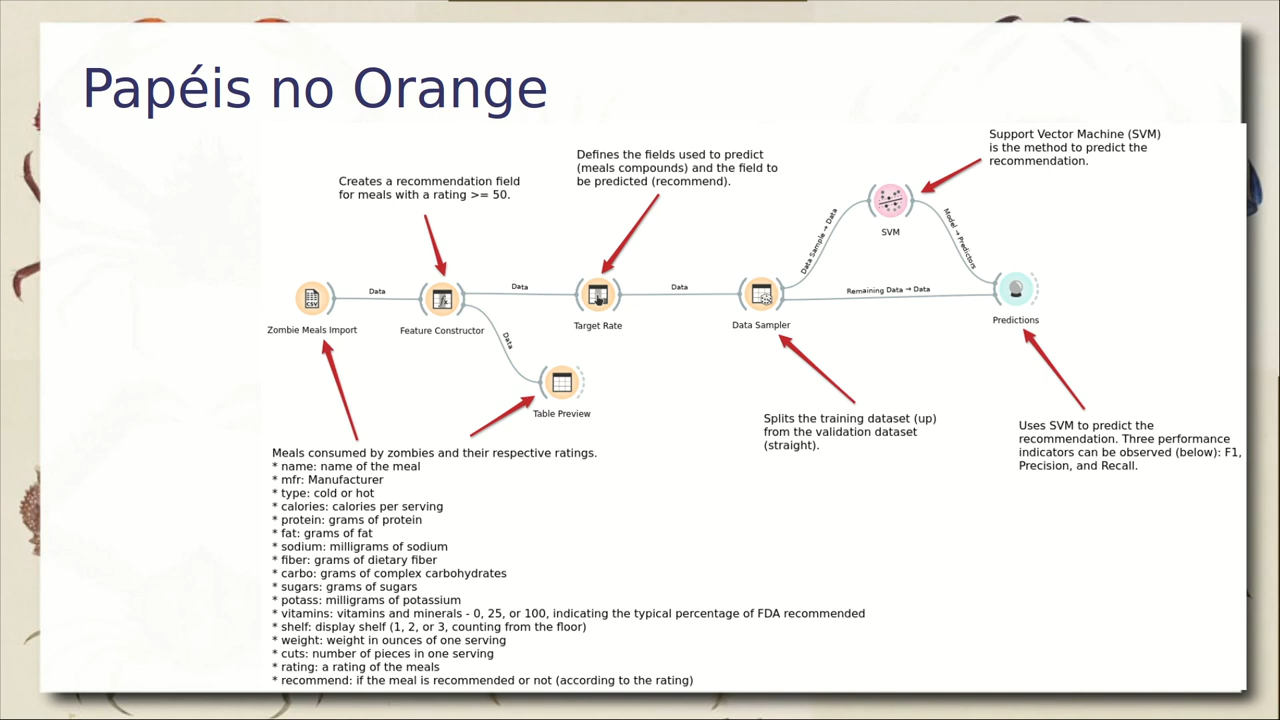 Papéis no Orange
Support Vector Machine (SVM)
is the method to predict the
recommendation.
Defines the fields used to predict
(meals compounds) and the field to
be predicted (recommend).
Creates a recommendation field
for meals with a rating >= 50.
Data Sample → Data
SVM
Model → Predictors
Data
Data
Data
Remaining Data → Data
Zombie Meals Import
Feature Constructor
Target Rate
Data Sampler
Predictions
CSV
Data
Table Preview
Splits the training dataset (up)
from the validation dataset
(straight).
Uses SVM to predict the
recommendation. Three performance
indicators can be observed (below): F1,
Precision, and Recall.
Meals consumed by zombies and their respective ratings.
* name: name of the meal
* mfr: Manufacturer
* type: cold or hot
* calories: calories per serving
* protein: grams of protein
* fat: grams of fat
* sodium: milligrams of sodium
* fiber: grams of dietary fiber
* carbo: grams of complex carbohydrates
* sugars: grams of sugars
* potass: milligrams of potassium
* vitamins: vitamins and minerals - 0, 25, or 100, indicating the typical percentage of FDA recommended
* shelf: display shelf (1, 2, or 3, counting from the floor)
* weight: weight in ounces of one serving
* cuts: number of pieces in one serving
* rating: a rating of the meals
* recommend: if the meal is recommended or not (according to the rating)